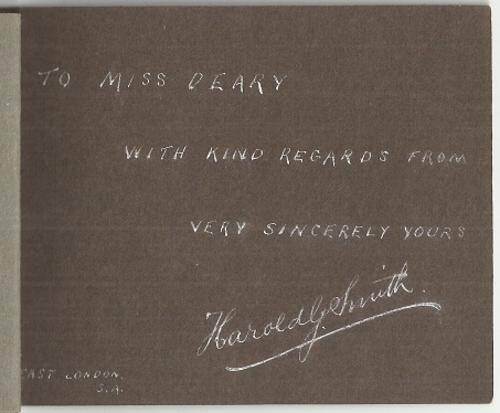 TO MISS DEARY
WITH KIND REGARDS FROM
VERY SINCERELY YOURS
Harold G. Smith.
EAST LONDON.
S.A.